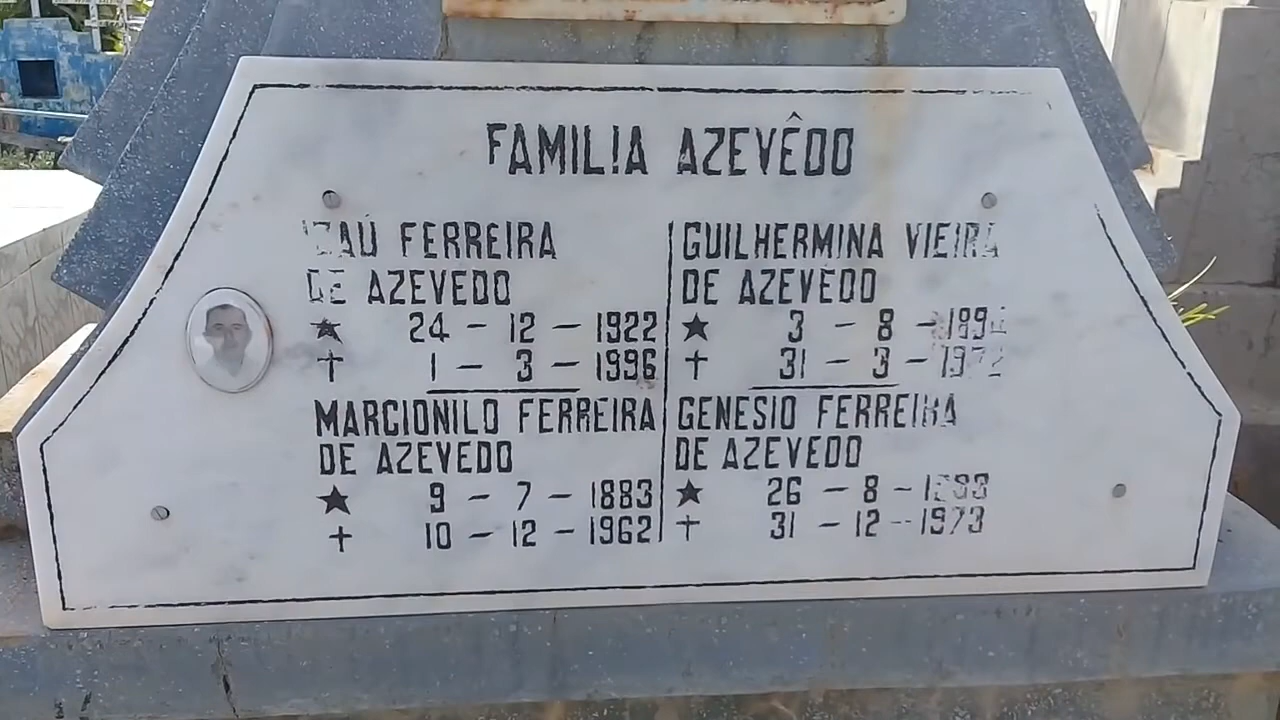 FAMILIA AZEVÊDO
FERREIRA
DE AZEVEDO
★ 24 - 12 - 1922
† 1 - 3 - 1996
GUILHERMINA VIEIRA
DE AZEVÊDO
★ 3 - 8 -
† 31 - 3 -
MARCIONILO FERREIRA
DE AZEVEDO
★ 9 - 7 - 1883
† 10 - 12 - 1962
GENESIO FERREIRA
DE AZEVEDO
★ 26 - 8 -
† 31 - 12 - 1973